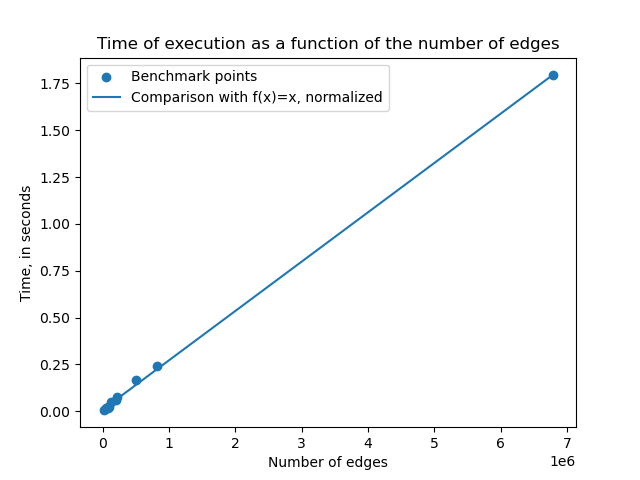 Time of execution as a function of the number of edges
Benchmark points
Comparison with f(x)=x, normalized
Time, in seconds
1.75
1.50
1.25
1.00
0.75
0.50
0.25
0.00
0 1 2 3 4 5 6 7
1e6
Number of edges